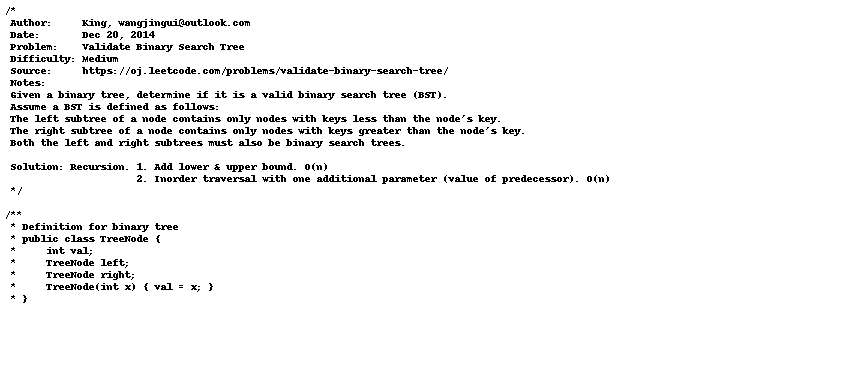 /*
 Author:     King, wangjingui@outlook.com
 Date:       Dec 20, 2014
 Problem:    Validate Binary Search Tree
 Difficulty: Medium
 Source:     https://oj.leetcode.com/problems/validate-binary-search-tree/
 Notes:
 Given a binary tree, determine if it is a valid binary search tree (BST).
 Assume a BST is defined as follows:
 The left subtree of a node contains only nodes with keys less than the node's key.
 The right subtree of a node contains only nodes with keys greater than the node's key.
 Both the left and right subtrees must also be binary search trees.

 Solution: Recursion. 1. Add lower & upper bound. O(n)
                      2. Inorder traversal with one additional parameter (value of predecessor). O(n)
 */

/**
 * Definition for binary tree
 * public class TreeNode {
 *     int val;
 *     TreeNode left;
 *     TreeNode right;
 *     TreeNode(int x) { val = x; }
 * }